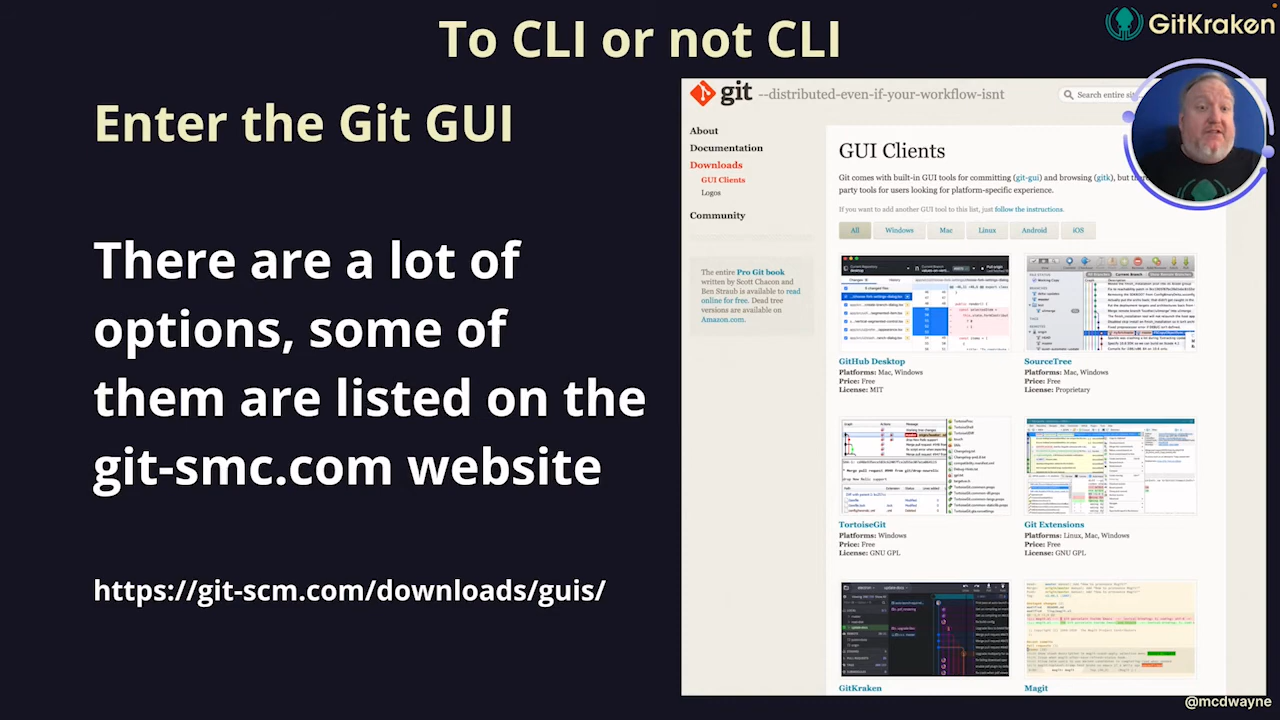 To CLI or not CLI
GitKraken
Enter the Git GUI
There are a lot of
options, some of
them are listed on the
git-scm.com site
http://git-scm.com/downloads/guis/
git --distributed-even-if-your-workflow-isnt
Search entire si
About
Documentation
Downloads
GUI Clients
Logos
Community
The entire Pro Git book
written by Scott Chacon and
Ben Straub is available to read
online for free. Dead tree
versions are available on
Amazon.com.
GUI Clients
Git comes with built-in GUI tools for committing (git-gui) and browsing (gitk), but
party tools for users looking for platform-specific experience.
If you want to add another GUI tool to this list, just follow the instructions.
All
Windows
Mac
Linux
Android
iOS
GitHub Desktop
Platforms: Mac, Windows
Price: Free
License: MIT
SourceTree
Platforms: Mac, Windows
Price: Free
License: Proprietary
TortoiseGit
Platforms: Windows
Price: Free
License: GNU GPL
Git Extensions
Platforms: Linux, Mac, Windows
Price: Free
License: GNU GPL
GitKraken
Magit
@mcdwayne